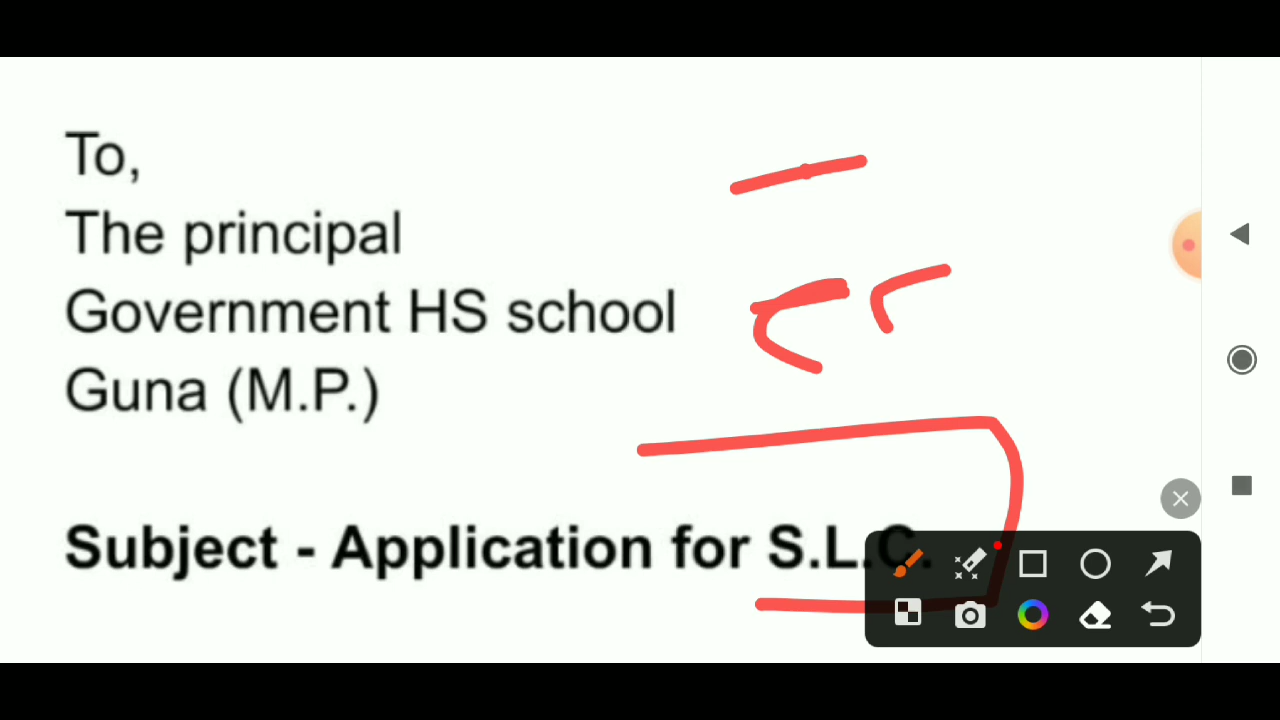 To,
The principal
Government HS school
Guna (M.P.)
Subject - Application for S.L.C.